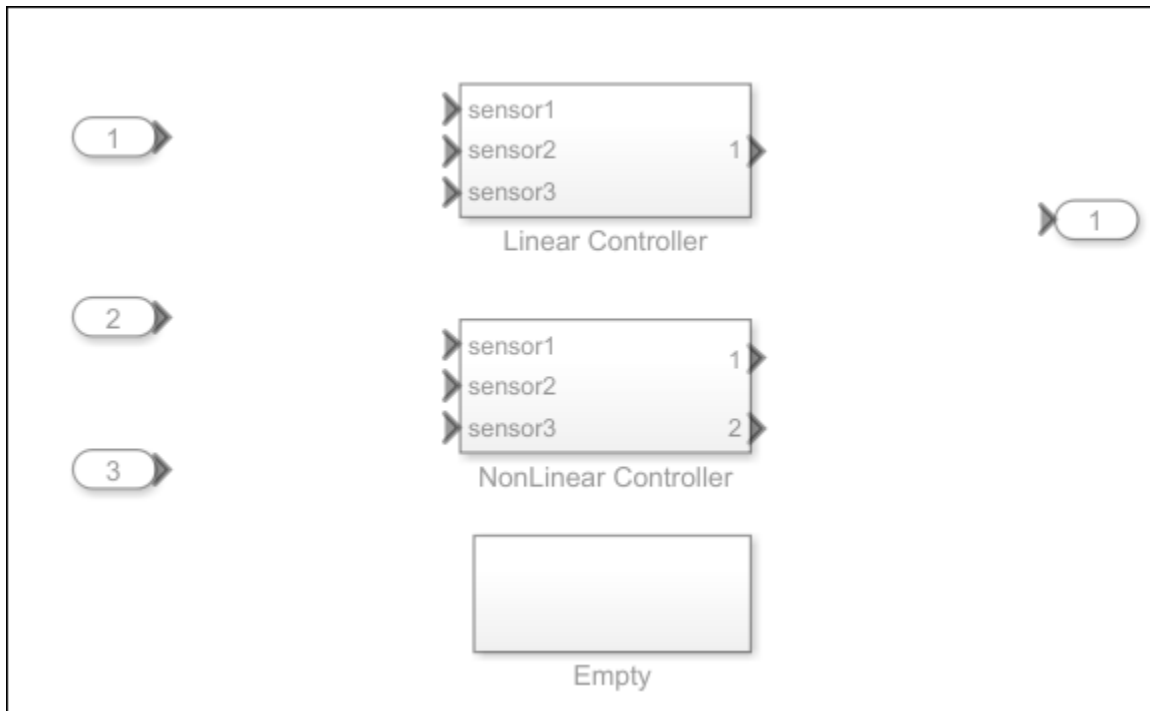 1
sensor1
sensor2
sensor3
1
Linear Controller
1
2
sensor1
sensor2
sensor3
1
2
NonLinear Controller
3
Empty